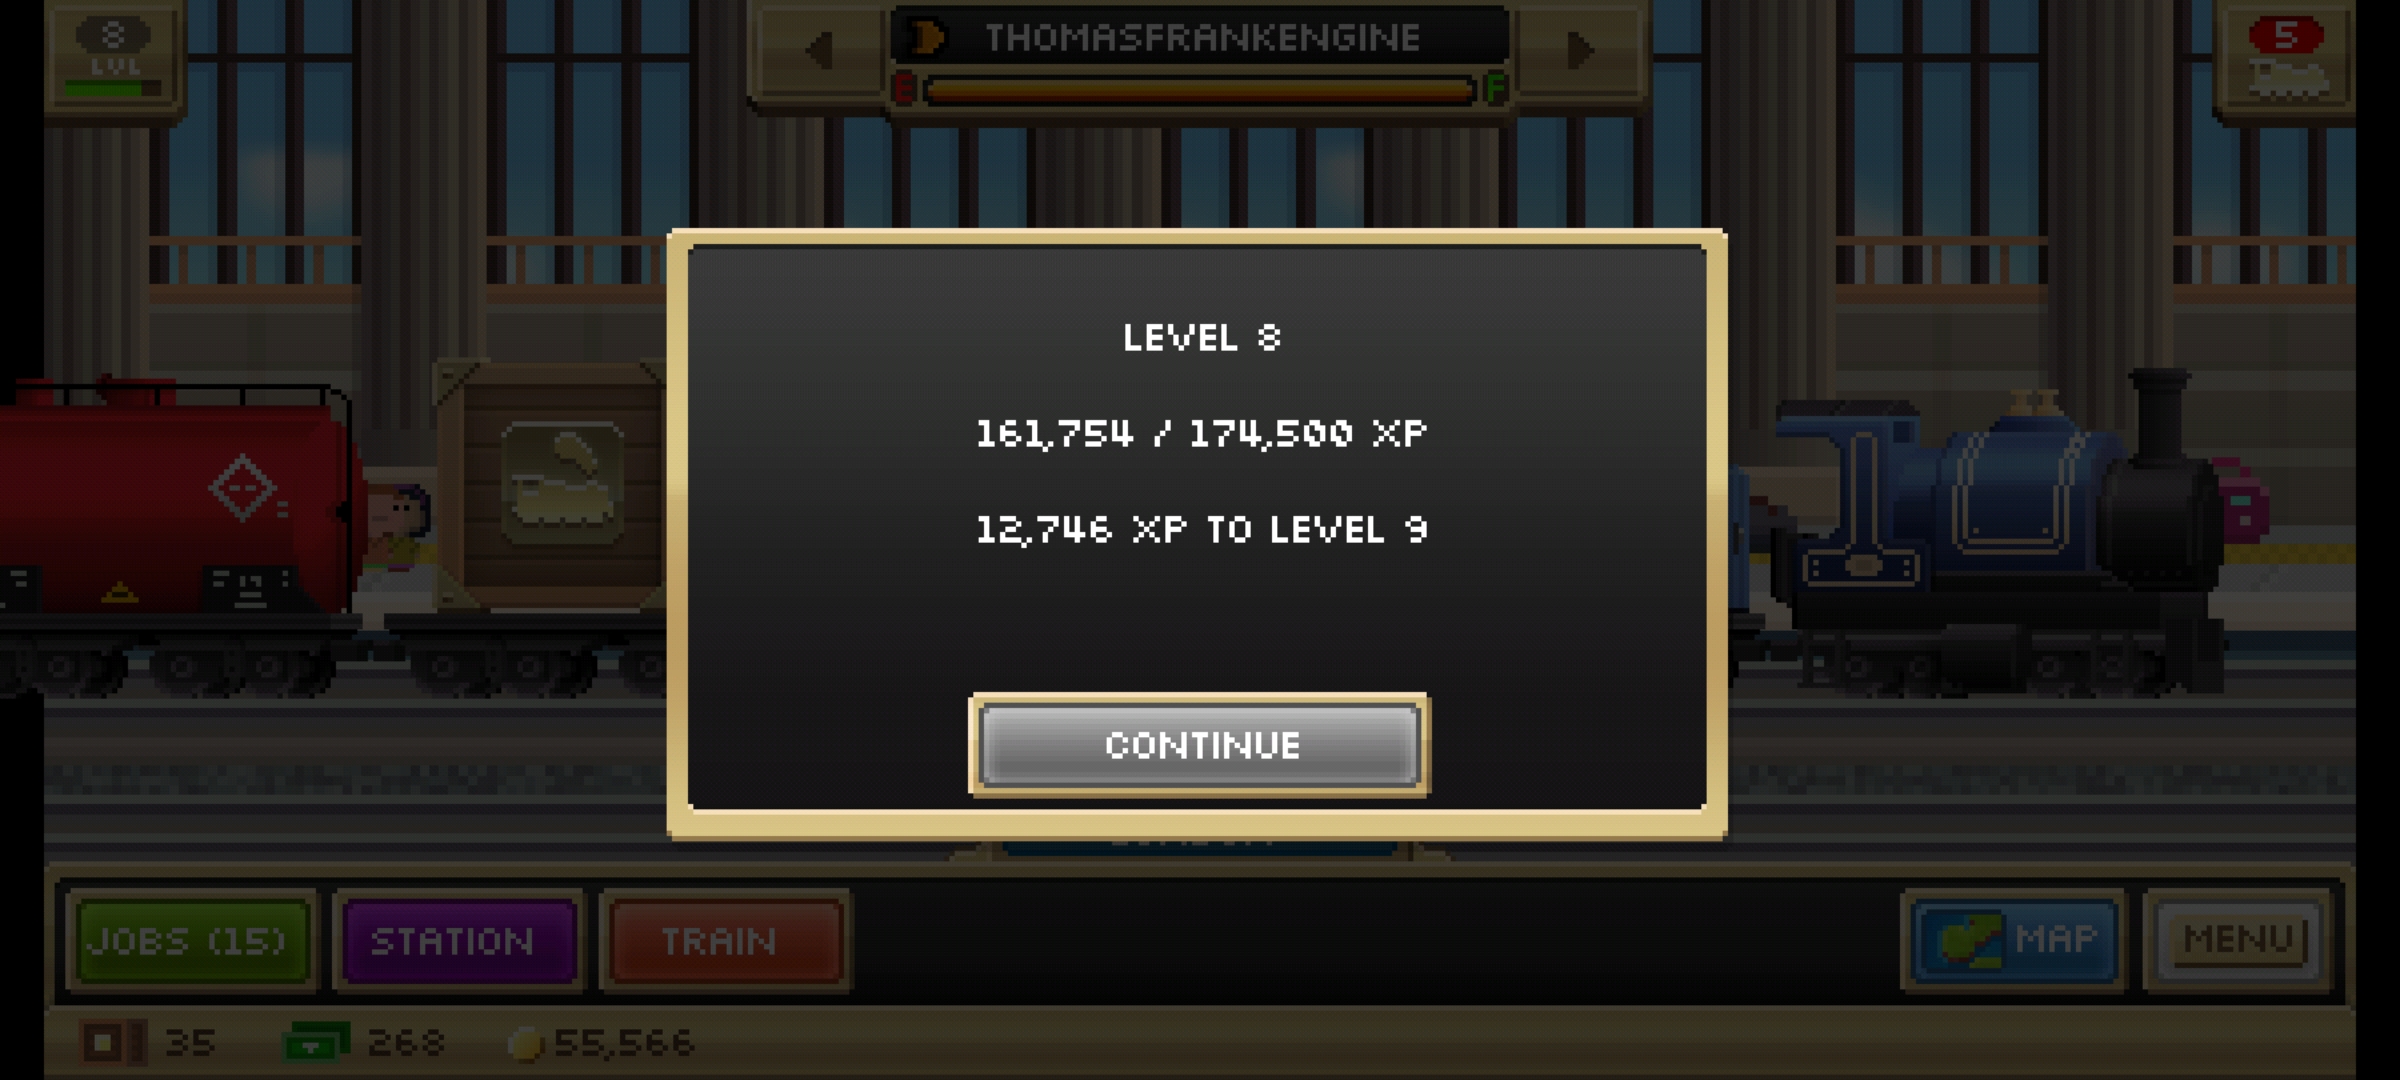 8
LVL
THOMASFRANKENGINE
E
F
5
LEVEL 8
161,754 / 174,500 XP
12,746 XP TO LEVEL 9
CONTINUE
JOBS (15)
STATION
TRAIN
MAP
MENU
35
268
55,566